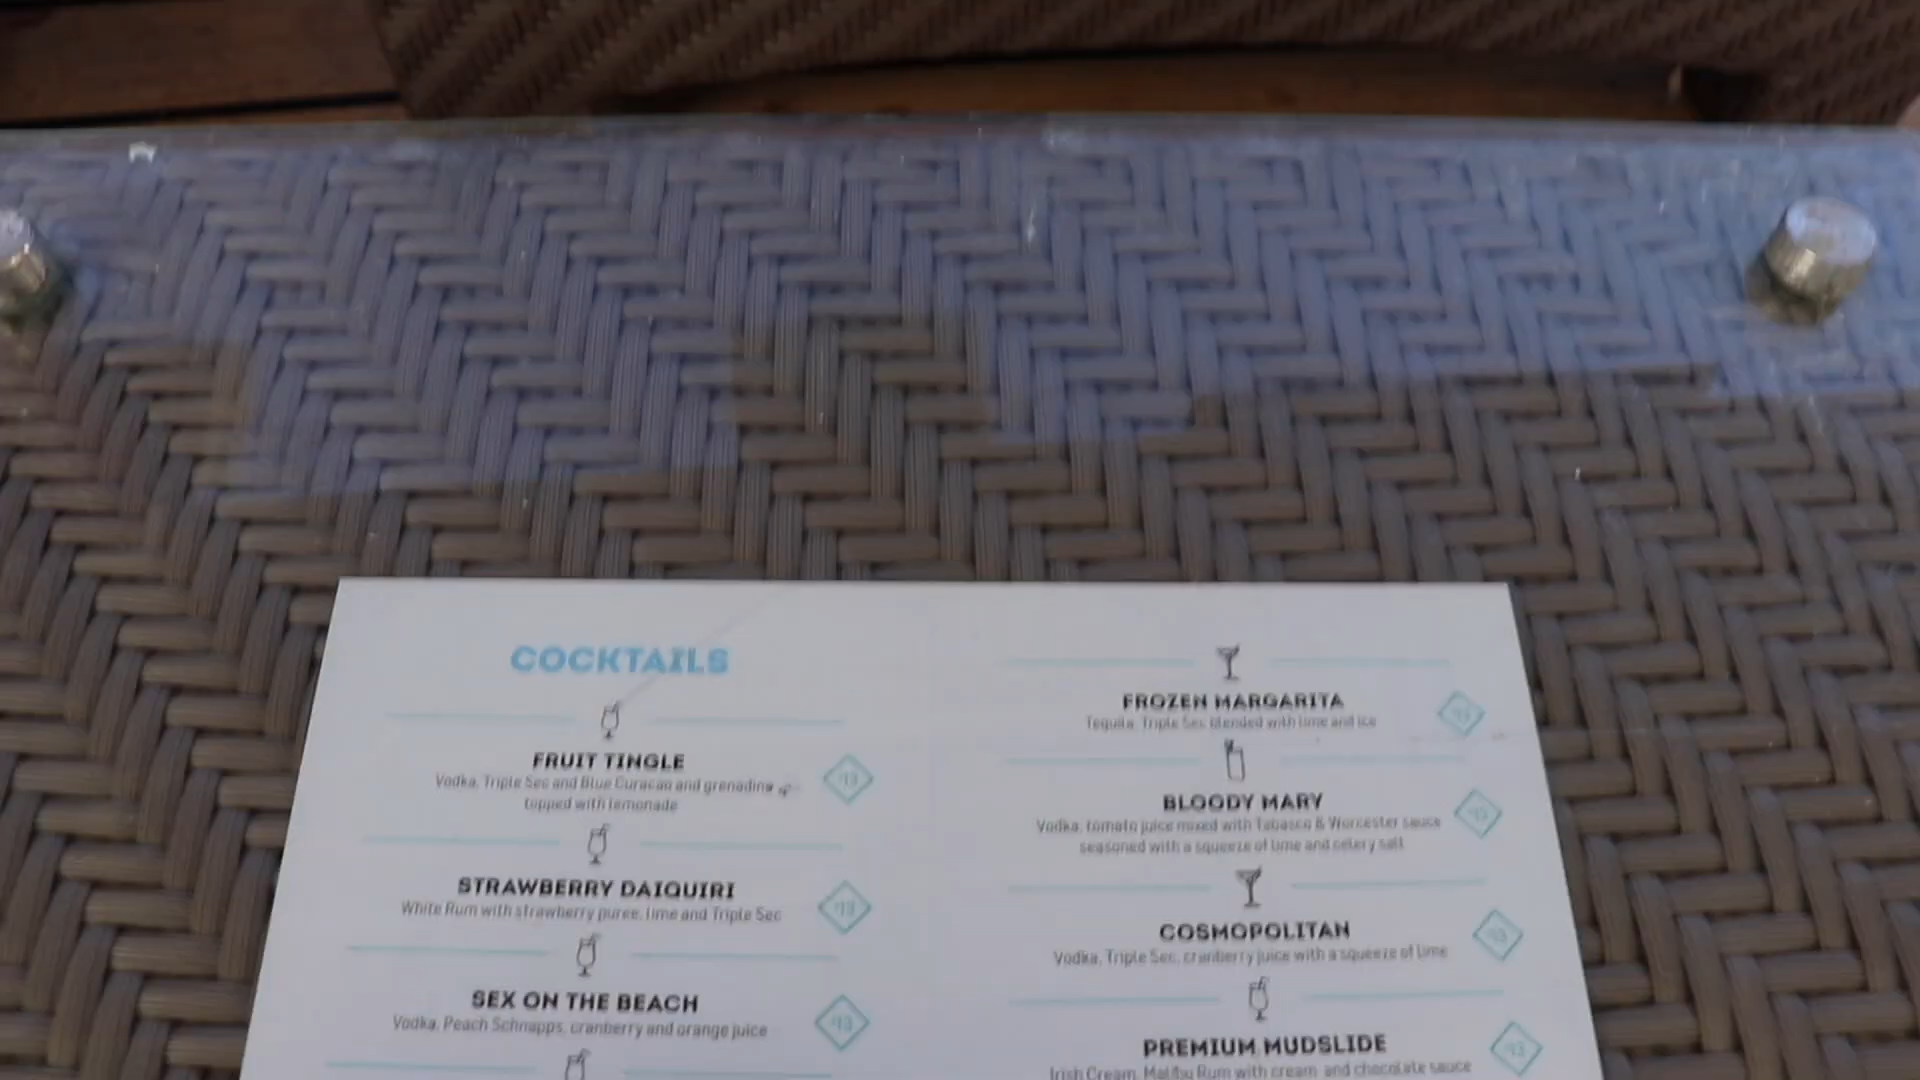 COCKTAILS
FRUIT TINGLE
Vodka, Triple Sec and Blue Curacao and grenadine
topped with lemonade
STRAWBERRY DAIQUIRI
White Rum with strawberry puree, lime and Triple Sec
SEX ON THE BEACH
Vodka, Peach Schnapps, cranberry and orange juice
FROZEN MARGARITA
Tequila, Triple Sec blended with lime and ice
BLOODY MARY
Vodka, tomato juice mixed with Tabasco & Worcester sauce
seasoned with a squeeze of lime and celery salt
COSMOPOLITAN
Vodka, Triple Sec, cranberry juice with a squeeze of lime
PREMIUM MUDSLIDE
Irish Cream, Malibu Rum with cream and chocolate sauce